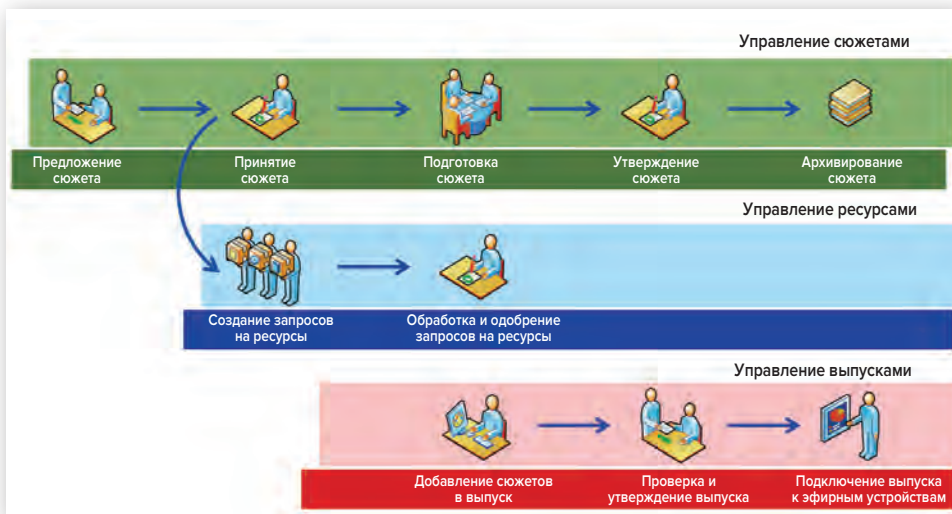 Управление сюжетами
Предложение
сюжета
Принятие
сюжета
Подготовка
сюжета
Утверждение
сюжета
Архивирование
сюжета
Управление ресурсами
Создание запросов
на ресурсы
Обработка и одобрение
запросов на ресурсы
Управление выпусками
Добавление сюжетов
в выпуск
Проверка и
утверждение выпуска
Подключение выпуска
к эфирным устройствам